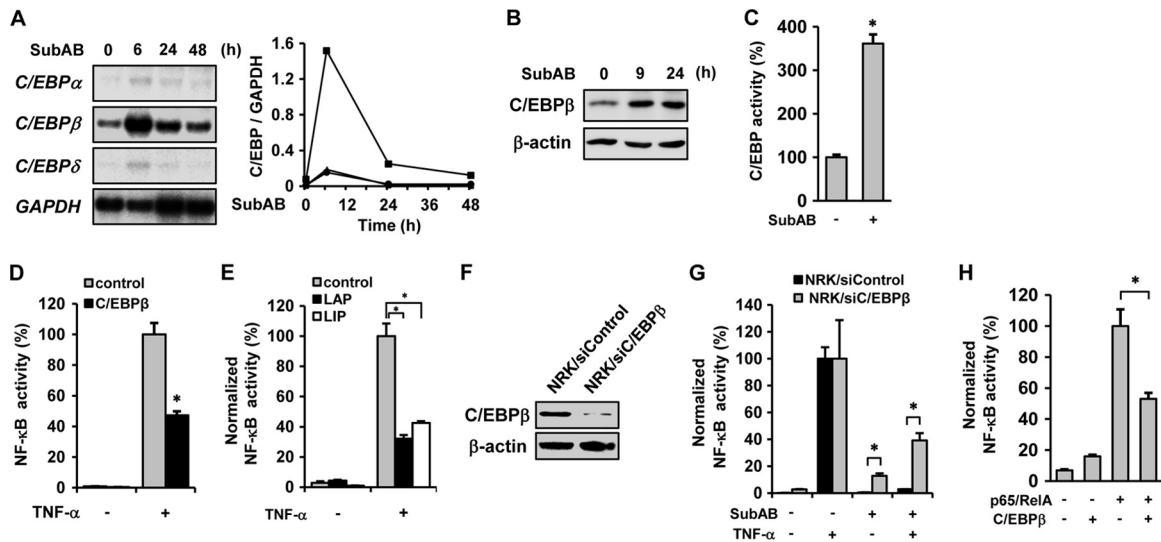 A
SubAB 0 6 24 48 (h)
C/EBPα
C/EBPβ
C/EBPδ
GAPDH
C/EBP / GAPDH
1.6
1.2
0.8
0.4
0
SubAB
0 12 24 36 48
Time (h)
B
SubAB 0 9 24 (h)
C/EBPβ
β-actin
C
C/EBP activity (%)
400
300
200
100
0
*
SubAB - +
D
control
C/EBPβ
NF-κB activity (%)
120
100
80
60
40
20
0
*
TNF-α - +
E
control
LAP
LIP
Normalized
NF-κB activity (%)
120
100
80
60
40
20
0
*
*
TNF-α - +
F
NRK/siControl
NRK/siC/EBPβ
C/EBPβ
β-actin
G
NRK/siControl
NRK/siC/EBPβ
Normalized
NF-κB activity (%)
140
120
100
80
60
40
20
0
*
*
SubAB - - + +
TNF-α - + - +
H
Normalized
NF-κB activity (%)
120
100
80
60
40
20
0
*
p65/RelA - - + +
C/EBPβ - + - +